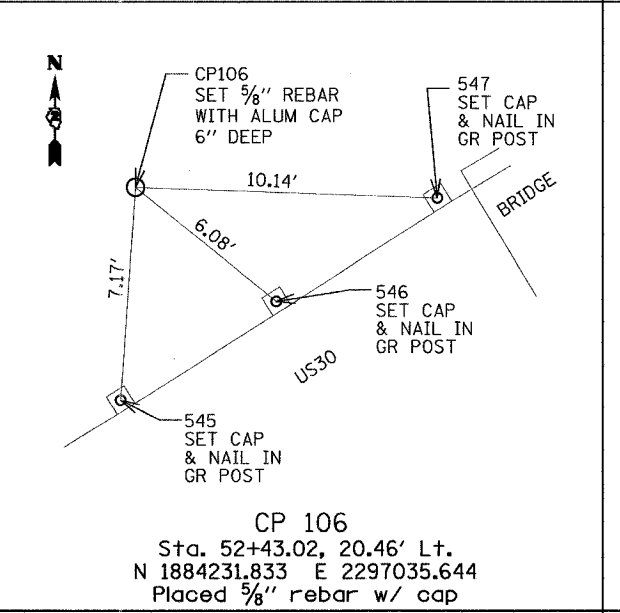 N
CP106
SET 5/8" REBAR
WITH ALUM CAP
6" DEEP
547
SET CAP
& NAIL IN
GR POST
10.14'
BRIDGE
6.08'
7.17'
546
SET CAP
& NAIL IN
GR POST
US30
545
SET CAP
& NAIL IN
GR POST
CP 106
Sta. 52+43.02, 20.46' Lt.
N 1884231.833 E 2297035.644
Placed 5/8" rebar w/ cap